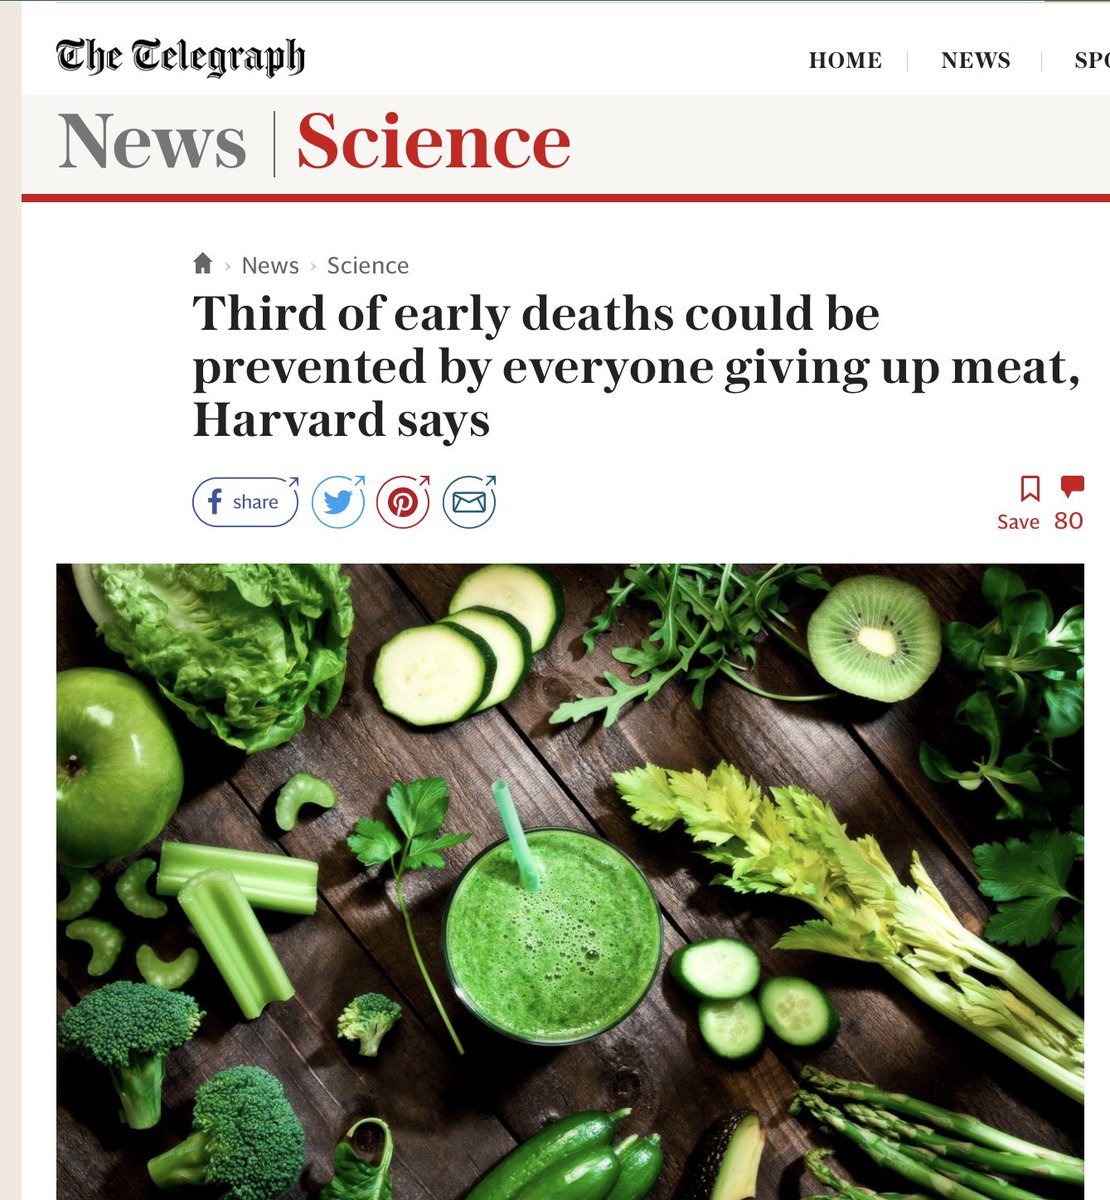 The Telegraph
HOME
NEWS
SPO
News
Science
News › Science
Third of early deaths could be
prevented by everyone giving up meat,
Harvard says
share
Save 80